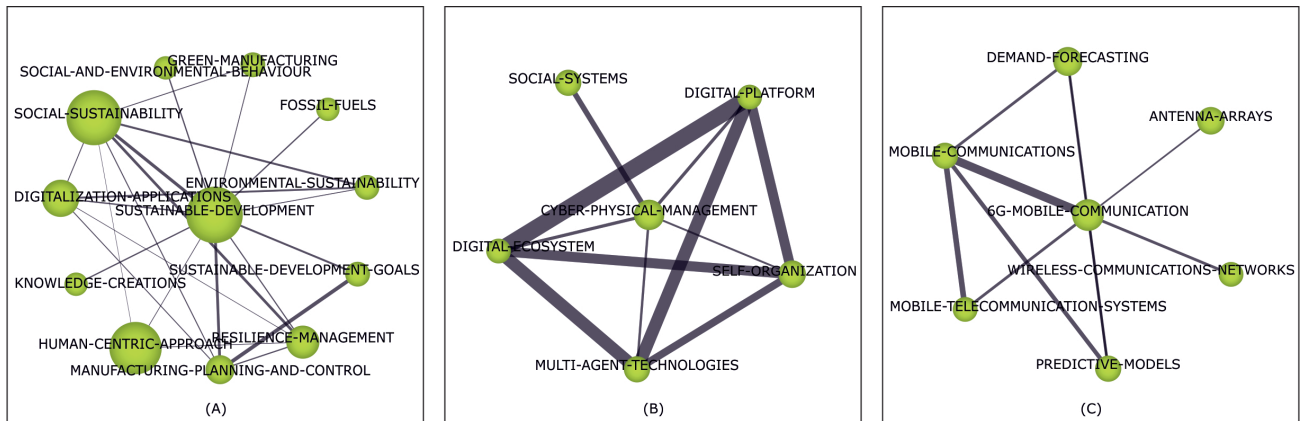 GREEN-MANUFACTURING
SOCIAL-AND-ENVIRONMENTAL-BEHAVIOUR
FOSSIL-FUELS
SOCIAL-SUSTAINABILITY
ENVIRONMENTAL-SUSTAINABILITY
DIGITALIZATION-APPLICATIONS
SUSTAINABLE-DEVELOPMENT
SUSTAINABLE-DEVELOPMENT-GOALS
KNOWLEDGE-CREATIONS
RESILIENCE-MANAGEMENT
HUMAN-CENTRIC-APPROACH
MANUFACTURING-PLANNING-AND-CONTROL
(A)
SOCIAL-SYSTEMS
DIGITAL-PLATFORM
CYBER-PHYSICAL-MANAGEMENT
DIGITAL-ECOSYSTEM
SELF-ORGANIZATION
MULTI-AGENT-TECHNOLOGIES
(B)
DEMAND-FORECASTING
ANTENNA-ARRAYS
MOBILE-COMMUNICATIONS
6G-MOBILE-COMMUNICATION
WIRELESS-COMMUNICATIONS-NETWORKS
MOBILE-TELECOMMUNICATION-SYSTEMS
PREDICTIVE-MODELS
(C)